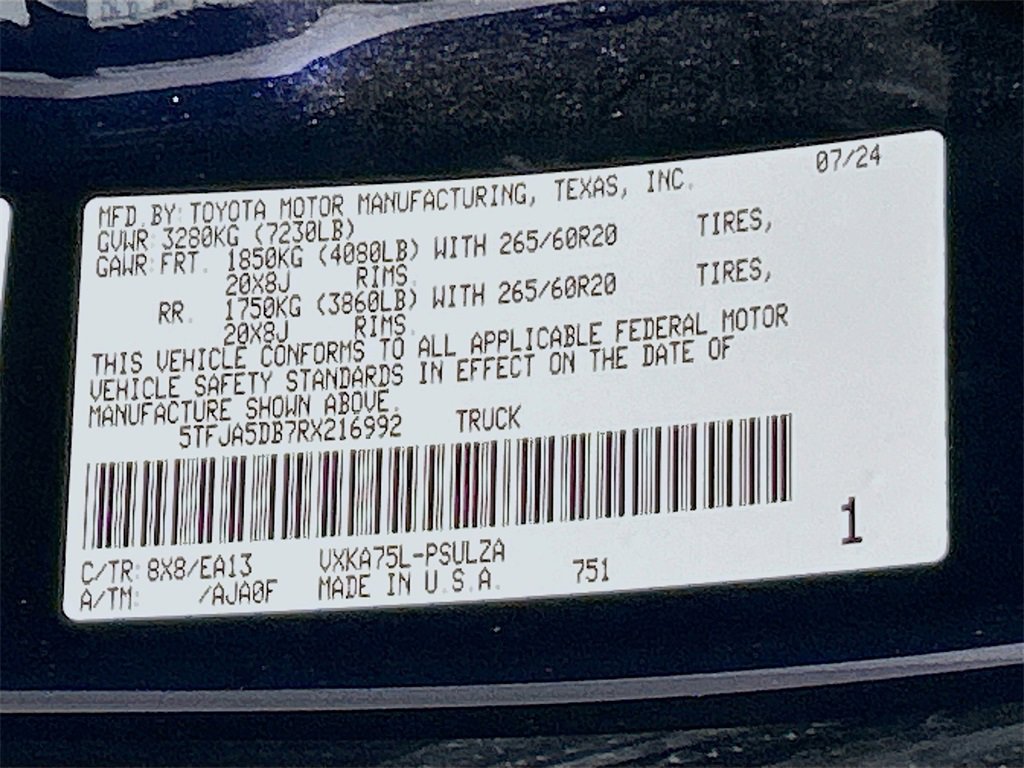 07/24
MFD.BY:TOYOTA MOTOR MANUFACTURING, TEXAS, INC.
GVWR:3280KG (7230LB)
GAWR:FRT. 1850KG (4080LB) WITH 265/60R20 TIRES,
20X8J RIMS.
RR. 1750KG (3860LB) WITH 265/60R20 TIRES,
20X8J RIMS.
THIS VEHICLE CONFORMS TO ALL APPLICABLE FEDERAL MOTOR
VEHICLE SAFETY STANDARDS IN EFFECT ON THE DATE OF
MANUFACTURE SHOWN ABOVE.
5TFJA5DB7RX216992 TRUCK
1
C/TR:8X8/EA13 VXKA75L-PSULZA
A/TM: /AJA0F MADE IN U.S.A. 751